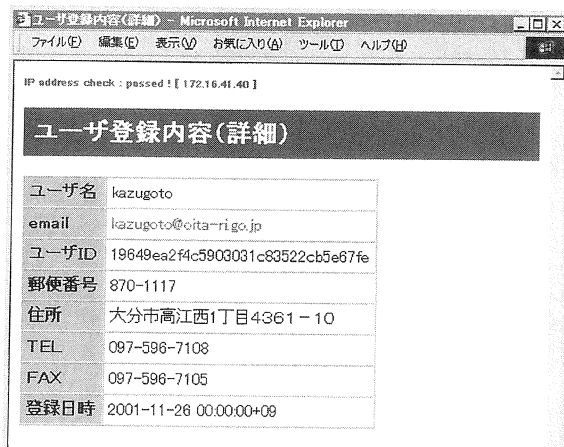 ユーザ登録内容(詳細) - Microsoft Internet Explorer
ファイル(F) 編集(E) 表示(V) お気に入り(A) ツール(T) ヘルプ(H)
IP address check : passed ! [ 172.16.41.40 ]
ユーザ登録内容(詳細)
ユーザ名 kazugoto
email kazugoto@oita-ri.go.jp
ユーザID 19649ea2f4c5903031c83522cb5e67fe
郵便番号 870-1117
住所 大分市高江西1丁目4361-10
TEL 097-596-7108
FAX 097-596-7105
登録日時 2001-11-26 00:00:00+09